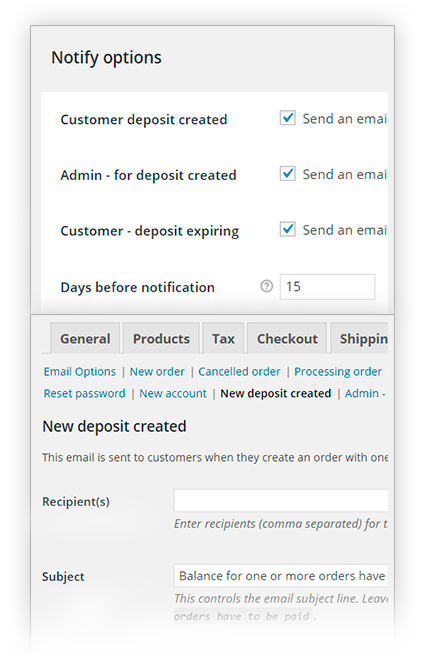 Notify options
Customer deposit created Send an emai
Admin - for deposit created Send an emai
Customer - deposit expiring Send an emai
Days before notification ? 15
General Products Tax Checkout Shippin
Email Options | New order | Cancelled order | Processing order
Reset password | New account | New deposit created | Admin -
New deposit created
This email is sent to customers when they create an order with one
Recipient(s)
Enter recipients (comma separated) for t
Subject Balance for one or more orders have
This controls the email subject line. Leav
orders have to be paid.